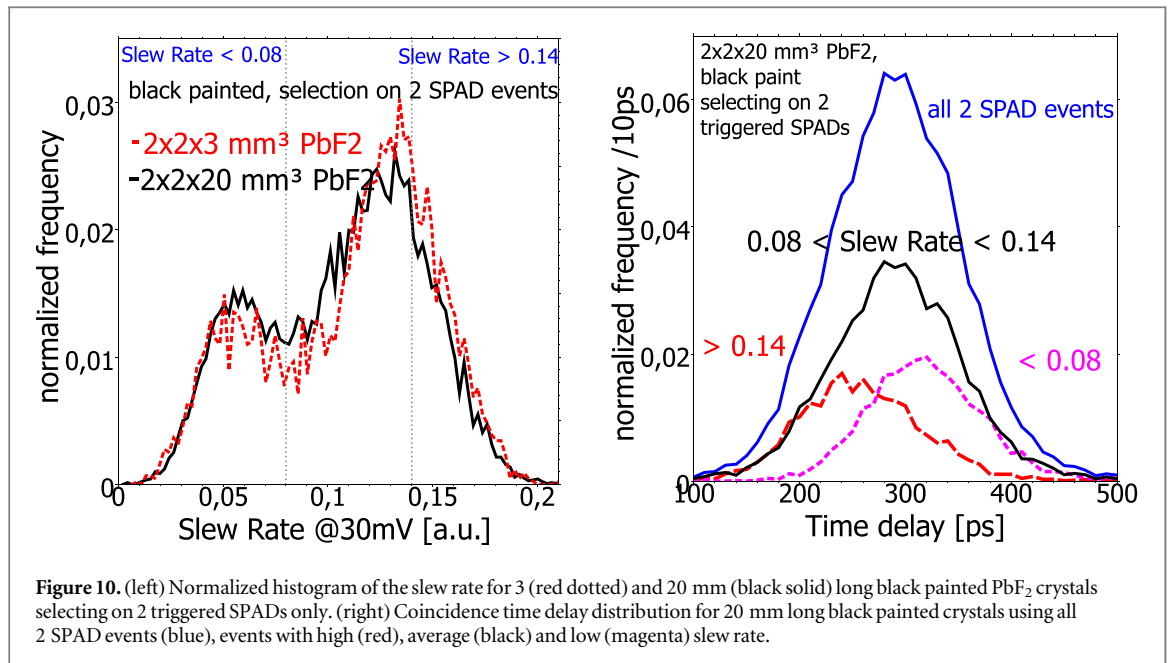 Slew Rate < 0.08
Slew Rate > 0.14
black painted, selection on 2 SPAD events
-2x2x3 mm³ PbF2
-2x2x20 mm³ PbF2
normalized frequency
0,03
0,02
0,01
0
0
0,05
0,1
0,15
0,2
Slew Rate @30mV [a.u.]
2x2x20 mm³ PbF2,
black paint
selecting on 2
triggered SPADs
all 2 SPAD events
0.08 < Slew Rate < 0.14
> 0.14
< 0.08
normalized frequency /10ps
0,06
0,04
0,02
0
100
200
300
400
500
Time delay [ps]
Figure 10. (left) Normalized histogram of the slew rate for 3 (red dotted) and 20 mm (black solid) long black painted PbF₂ crystals
selecting on 2 triggered SPADs only. (right) Coincidence time delay distribution for 20 mm long black painted crystals using all
2 SPAD events (blue), events with high (red), average (black) and low (magenta) slew rate.